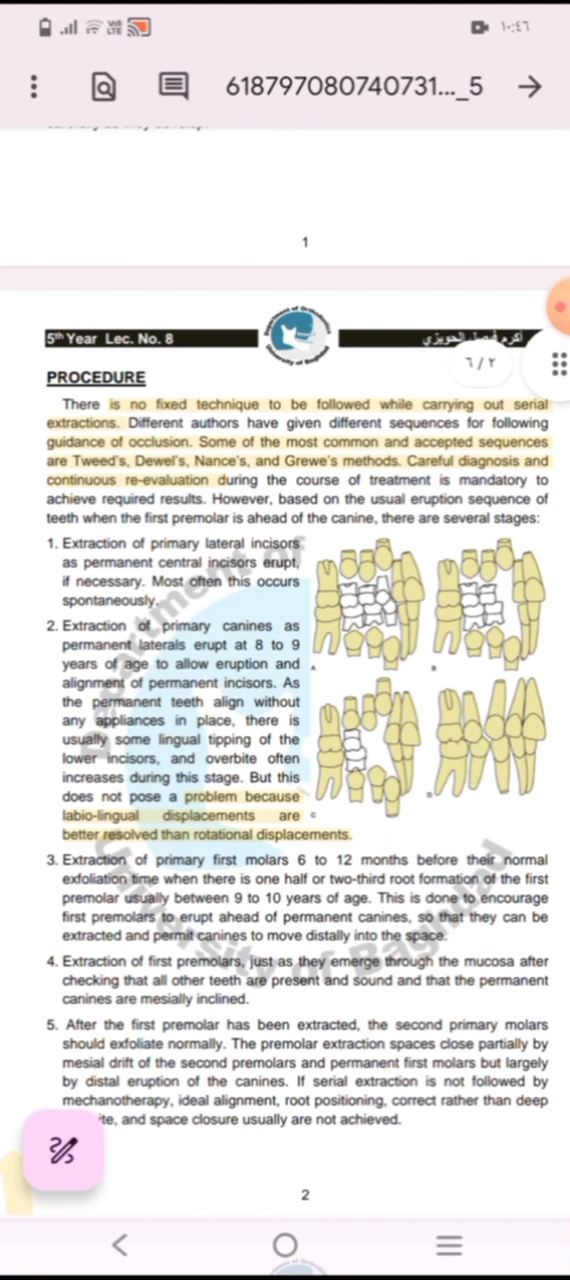 ١٠:٤٦
618797080740731..._5
1
5th Year Lec. No. 8
أكرم فيصل الحويزي
٦/٢
PROCEDURE
There is no fixed technique to be followed while carrying out serial
extractions. Different authors have given different sequences for following
guidance of occlusion. Some of the most common and accepted sequences
are Tweed's, Dewel's, Nance's, and Grewe's methods. Careful diagnosis and
continuous re-evaluation during the course of treatment is mandatory to
achieve required results. However, based on the usual eruption sequence of
teeth when the first premolar is ahead of the canine, there are several stages:
1. Extraction of primary lateral incisors
as permanent central incisors erupt,
if necessary. Most often this occurs
spontaneously.
2. Extraction of primary canines as
permanent laterals erupt at 8 to 9
years of age to allow eruption and
alignment of permanent incisors. As
the permanent teeth align without
any appliances in place, there is
usually some lingual tipping of the
lower incisors, and overbite often
increases during this stage. But this
does not pose a problem because
labio-lingual displacements are
better resolved than rotational displacements.
3. Extraction of primary first molars 6 to 12 months before their normal
exfoliation time when there is one half or two-third root formation of the first
premolar usually between 9 to 10 years of age. This is done to encourage
first premolars to erupt ahead of permanent canines, so that they can be
extracted and permit canines to move distally into the space.
4. Extraction of first premolars, just as they emerge through the mucosa after
checking that all other teeth are present and sound and that the permanent
canines are mesially inclined.
5. After the first premolar has been extracted, the second primary molars
should exfoliate normally. The premolar extraction spaces close partially by
mesial drift of the second premolars and permanent first molars but largely
by distal eruption of the canines. If serial extraction is not followed by
mechanotherapy, ideal alignment, root positioning, correct rather than deep
ite, and space closure usually are not achieved.
Department of
University of Baghdad
2